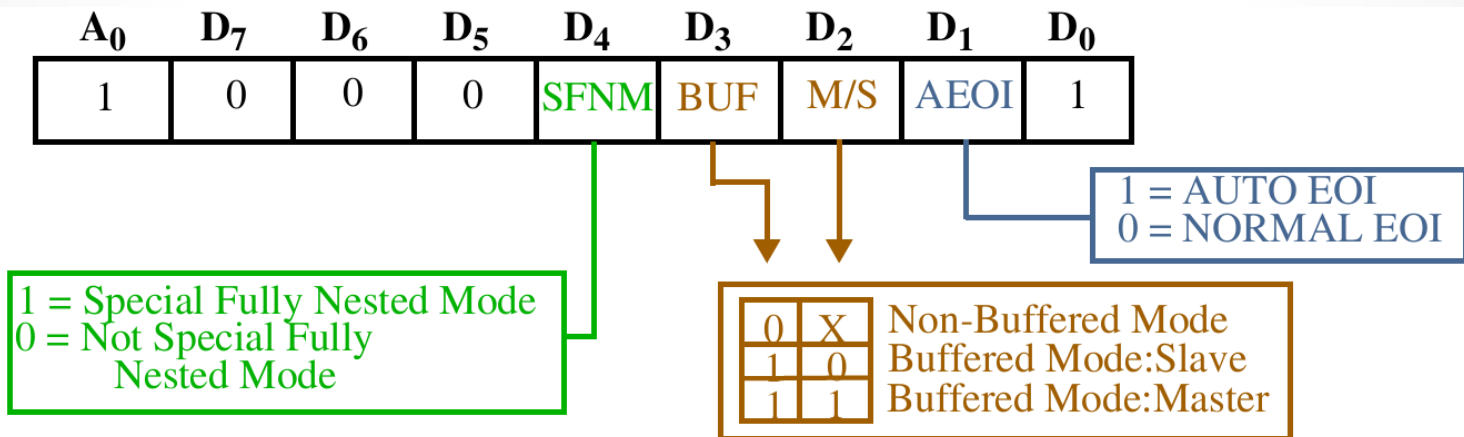 A0 D7 D6 D5 D4 D3 D2 D1 D0
1 0 0 0 SFNM BUF M/S AEOI 1
1 = AUTO EOI
0 = NORMAL EOI
1 = Special Fully Nested Mode
0 = Not Special Fully
Nested Mode
0 X Non-Buffered Mode
1 0 Buffered Mode:Slave
1 1 Buffered Mode:Master